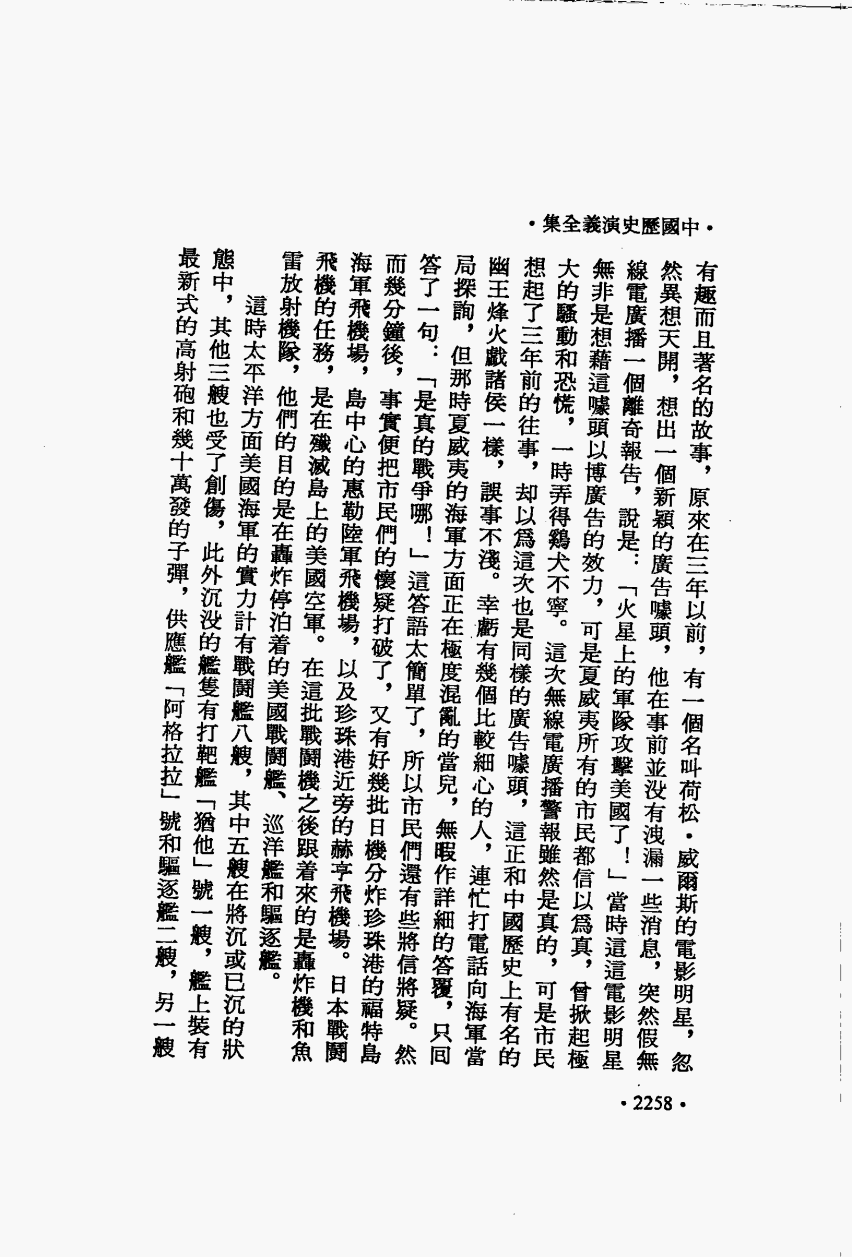 •中國歷史演義全集•
有趣而且著名的故事，原來在三年以前，有一個名叫荷松•威爾斯的電影明星，忽
然異想天開，想出一個新穎的廣告噱頭，他在事前並没有洩漏一些消息，突然假無
線電廣播一個離奇報告，說是：「火星上的軍隊攻擊美國了！」當時這這電影明星
無非是想藉這噱頭以博廣告的效力，可是夏威夷所有的市民都信以爲真，曾掀起極
大的騷動和恐慌，一時弄得鷄犬不寧。這次無線電廣播警報雖然是真的，可是市民
想起了三年前的往事，却以爲這次也是同樣的廣告噱頭，這正和中國歷史上有名的
幽王烽火戲諸侯一樣，誤事不淺。幸虧有幾個比較細心的人，連忙打電話向海軍當
局探詢，但那時夏威夷的海軍方面正在極度混亂的當兒，無暇作詳細的答覆，只回
答了一句：「是真的戰爭哪！」這答語太簡單了，所以市民們還有些將信將疑。然
而幾分鐘後，事實便把市民們的懷疑打破了，又有好幾批日機分炸珍珠港的福特島
海軍飛機場，島中心的惠勒陸軍飛機場，以及珍珠港近旁的赫亨飛機場。日本戰鬭
飛機的任務，是在殲滅島上的美國空軍。在這批戰鬭機之後跟着來的是轟炸機和魚
雷放射機隊，他們的目的是在轟炸停泊着的美國戰鬭艦、巡洋艦和驅逐艦。
這時太平洋方面美國海軍的實力計有戰鬭艦八艘，其中五艘在將沉或已沉的狀
態中，其他三艘也受了創傷，此外沉没的艦隻有打靶艦「猶他」號一艘，艦上裝有
最新式的高射砲和幾十萬發的子彈，供應艦「阿格拉拉」號和驅逐艦二艘，另一艘
•2258•